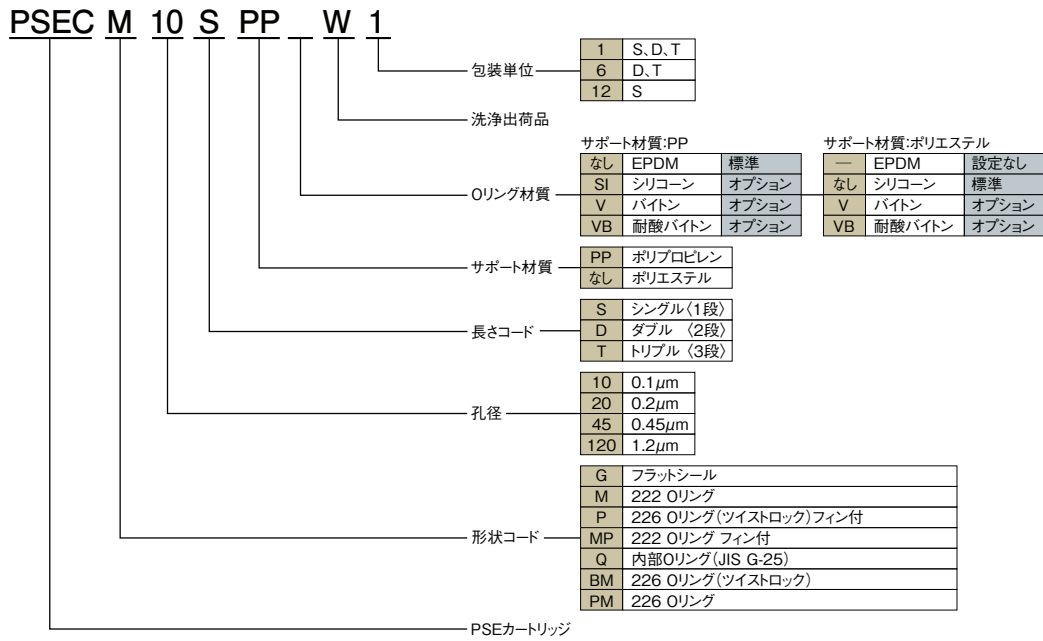 PSEC M 10 S PP _ W 1
包装単位
1 S、D、T
6 D、T
12 S
洗浄出荷品
Oリング材質
サポート材質:PP
なし EPDM 標準
SI シリコーン オプション
V バイトン オプション
VB 耐酸バイトン オプション
サポート材質:ポリエステル
― EPDM 設定なし
なし シリコーン 標準
V バイトン オプション
VB 耐酸バイトン オプション
サポート材質
PP ポリプロピレン
なし ポリエステル
長さコード
S シングル〈1段〉
D ダブル 〈2段〉
T トリプル 〈3段〉
孔径
10 0.1μm
20 0.2μm
45 0.45μm
120 1.2μm
形状コード
G フラットシール
M 222 Oリング
P 226 Oリング(ツイストロック)フィン付
MP 222 Oリング フィン付
Q 内部Oリング(JIS G-25)
BM 226 Oリング(ツイストロック)
PM 226 Oリング
PSEカートリッジ